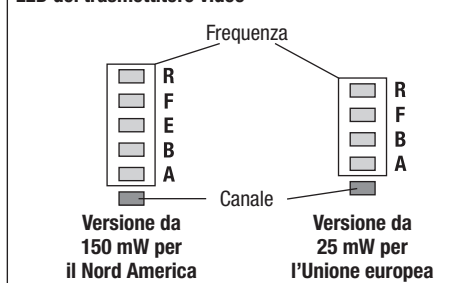 LED del trasmettitore video
Frequenza
R
F
E
B
A
R
F
B
A
Canale
Versione da
150 mW per
il Nord America
Versione da
25 mW per
l'Unione europea